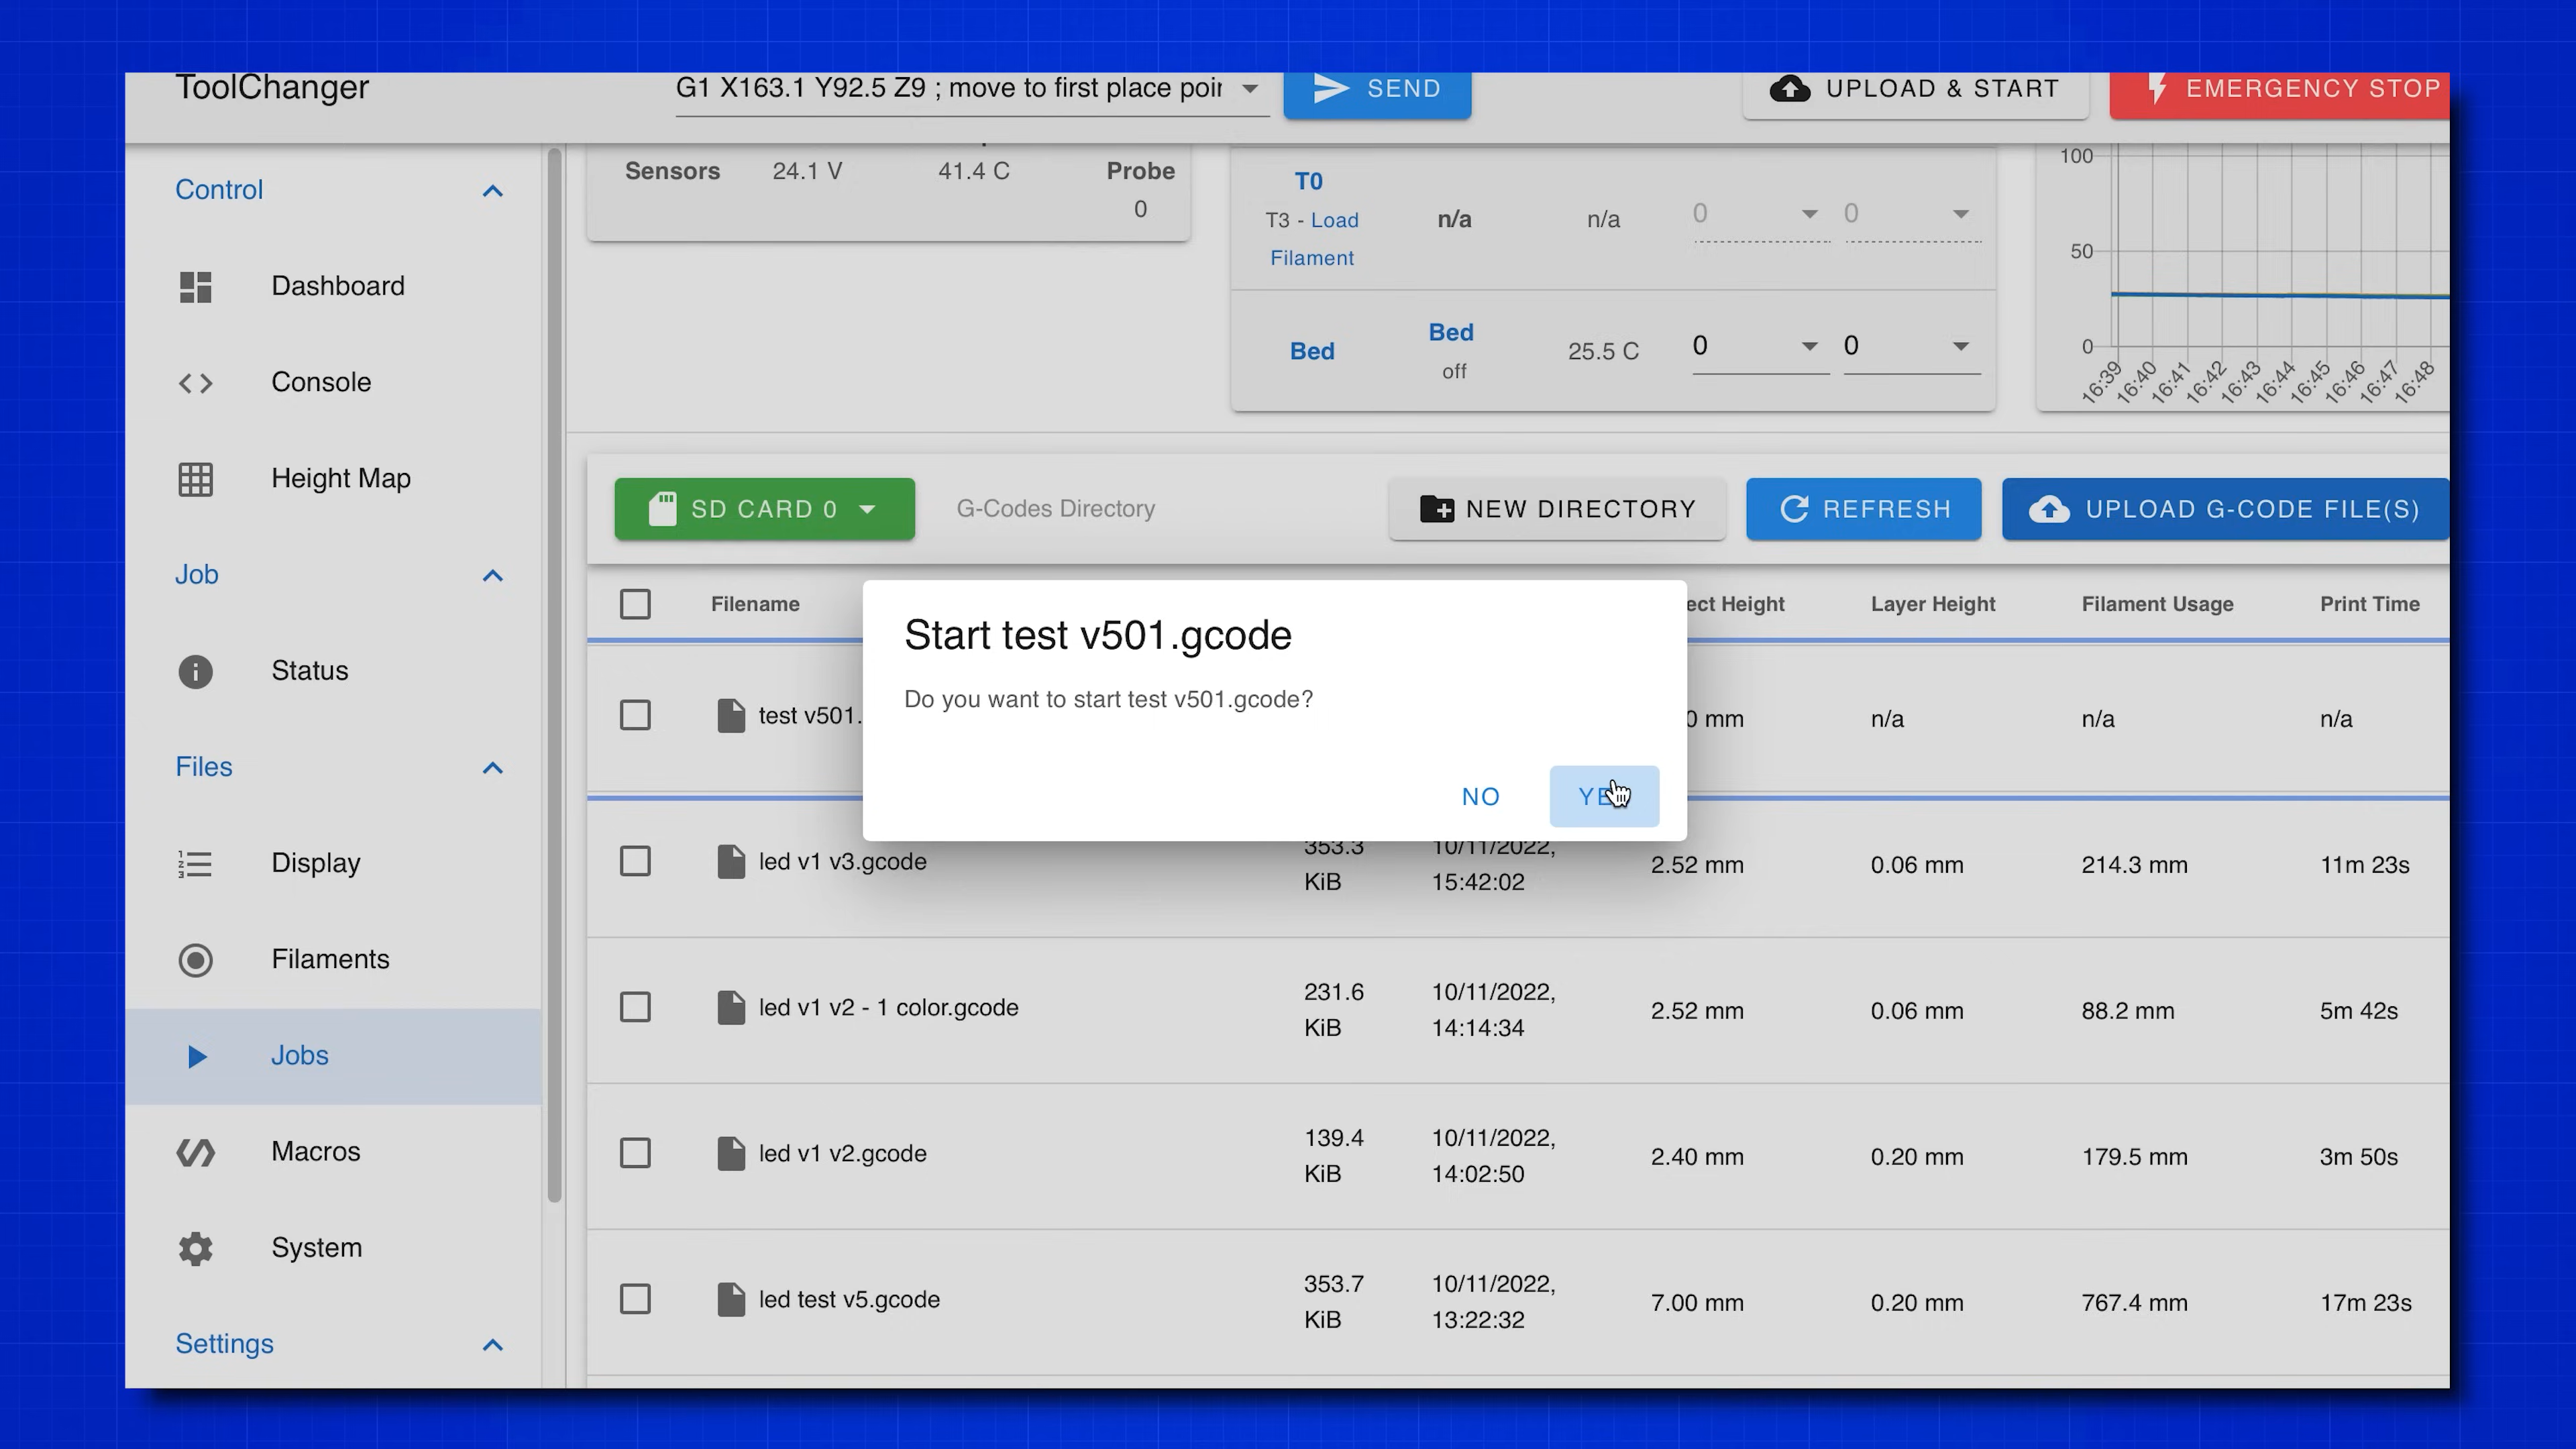 ToolChanger
G1 X163.1 Y92.5 Z9 ; move to first place poir
SEND
UPLOAD & START
EMERGENCY STOP
Control
Dashboard
Console
Height Map
Job
Status
Files
Display
Filaments
Jobs
Macros
System
Settings
Sensors 24.1 V 41.4 C Probe
0
T0
T3 - Load
Filament
n/a n/a 0 0
Bed Bed
off
25.5 C 0 0
100
50
0
16:39 16:40 16:41 16:42 16:43 16:44 16:45 16:46 16:47 16:48
SD CARD 0
G-Codes Directory
NEW DIRECTORY
REFRESH
UPLOAD G-CODE FILE(S)
Filename ect Height Layer Height Filament Usage Print Time
Start test v501.gcode
Do you want to start test v501.gcode?
NO
test v501. 0 mm n/a n/a n/a
led v1 v3.gcode 353.3
KiB
10/11/2022,
15:42:02
2.52 mm 0.06 mm 214.3 mm 11m 23s
led v1 v2 - 1 color.gcode 231.6
KiB
10/11/2022,
14:14:34
2.52 mm 0.06 mm 88.2 mm 5m 42s
led v1 v2.gcode 139.4
KiB
10/11/2022,
14:02:50
2.40 mm 0.20 mm 179.5 mm 3m 50s
led test v5.gcode 353.7
KiB
10/11/2022,
13:22:32
7.00 mm 0.20 mm 767.4 mm 17m 23s